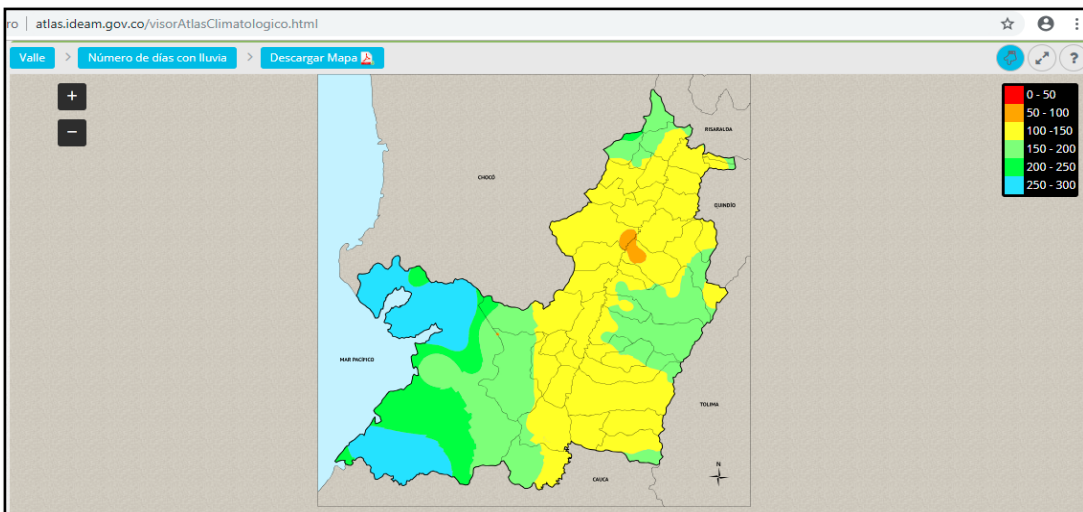 ro | atlas.ideam.gov.co/visorAtlasClimatologico.html
Valle > Número de días con lluvia > Descargar Mapa
?
+
−
0 - 50
50 - 100
100 -150
150 - 200
200 - 250
250 - 300
RISARALDA
CHOCÓ
QUINDÍO
MAR PACÍFICO
TOLIMA
N
CAUCA